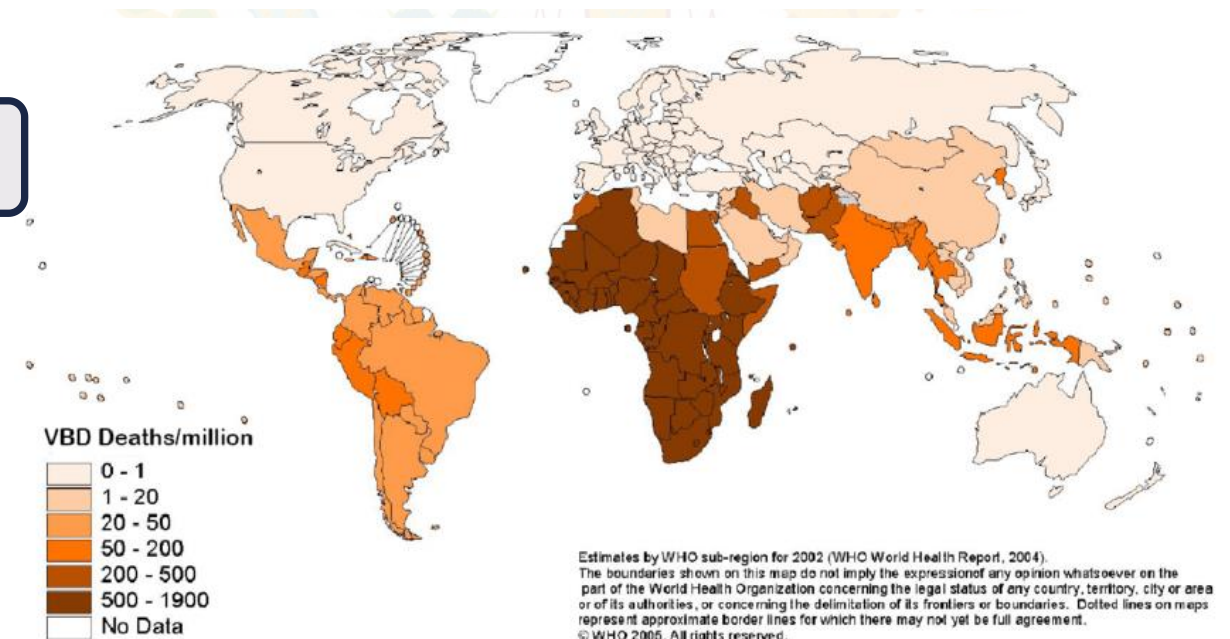 VBD Deaths/million
0 - 1
1 - 20
20 - 50
50 - 200
200 - 500
500 - 1900
No Data
Estimates by WHO sub-region for 2002 (WHO World Health Report, 2004).
The boundaries shown on this map do not imply the expressionof any opinion whatsoever on the
part of the World Health Organization concerning the legal status of any country, territory, city or area
or of its authorities, or concerning the delimitation of its frontiers or boundaries. Dotted lines on maps
represent approximate border lines for which there may not yet be full agreement.
© WHO 2005. All rights reserved.